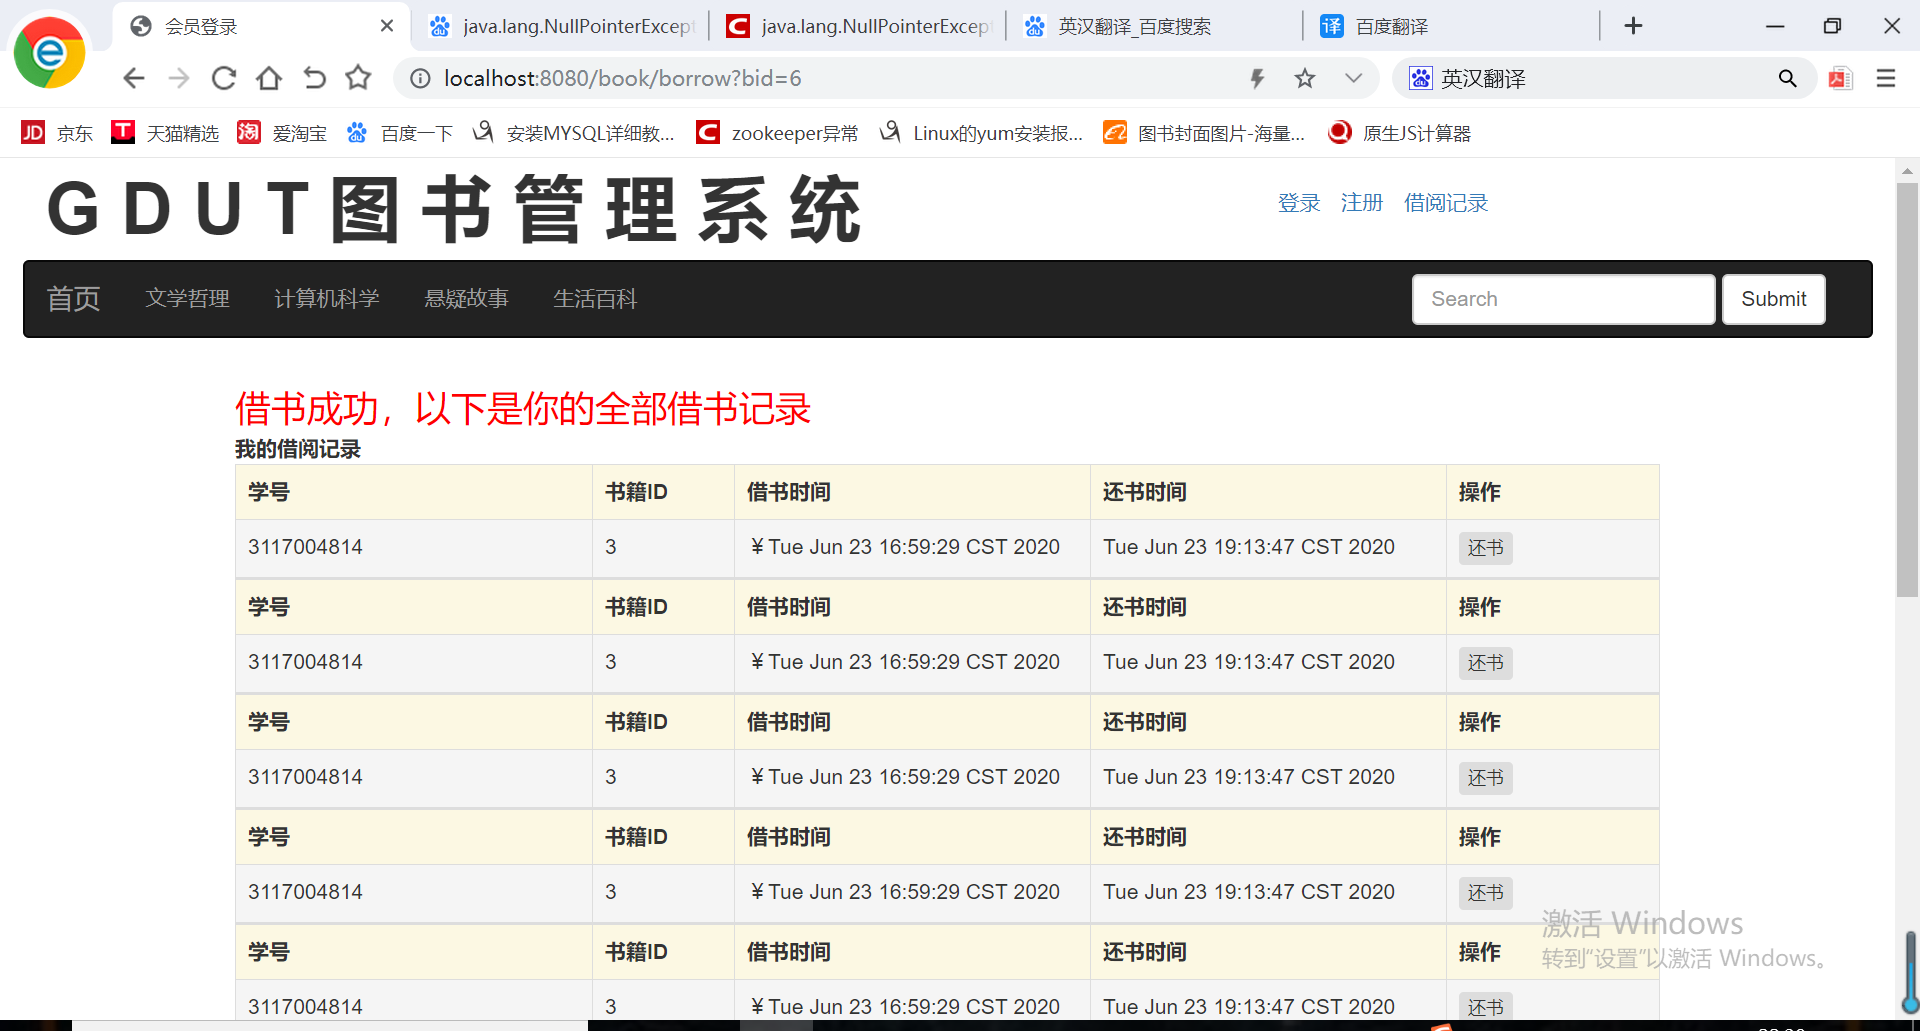 会员登录
java.lang.NullPointerExcept
java.lang.NullPointerExcep
英汉翻译_百度搜索
译 百度翻译
localhost:8080/book/borrow?bid=6
英汉翻译
JD 京东
T 天猫精选
淘 爱淘宝
百度一下
安装MYSQL详细教...
C zookeeper异常
Linux的yum安装报...
图书封面图片-海量...
原生JS计算器
G D U T 图 书 管 理 系 统
登录 注册 借阅记录
首页 文学哲理 计算机科学 悬疑故事 生活百科 Search Submit
借书成功，以下是你的全部借书记录
我的借阅记录
学号 书籍ID 借书时间 还书时间 操作
3117004814 3 ￥Tue Jun 23 16:59:29 CST 2020 Tue Jun 23 19:13:47 CST 2020 还书
学号 书籍ID 借书时间 还书时间 操作
3117004814 3 ￥Tue Jun 23 16:59:29 CST 2020 Tue Jun 23 19:13:47 CST 2020 还书
学号 书籍ID 借书时间 还书时间 操作
3117004814 3 ￥Tue Jun 23 16:59:29 CST 2020 Tue Jun 23 19:13:47 CST 2020 还书
学号 书籍ID 借书时间 还书时间 操作
3117004814 3 ￥Tue Jun 23 16:59:29 CST 2020 Tue Jun 23 19:13:47 CST 2020 还书
学号 书籍ID 借书时间 还书时间 操作
3117004814 3 ￥Tue Jun 23 16:59:29 CST 2020 Tue Jun 23 19:13:47 CST 2020 还书
激活 Windows
转到"设置"以激活 Windows。